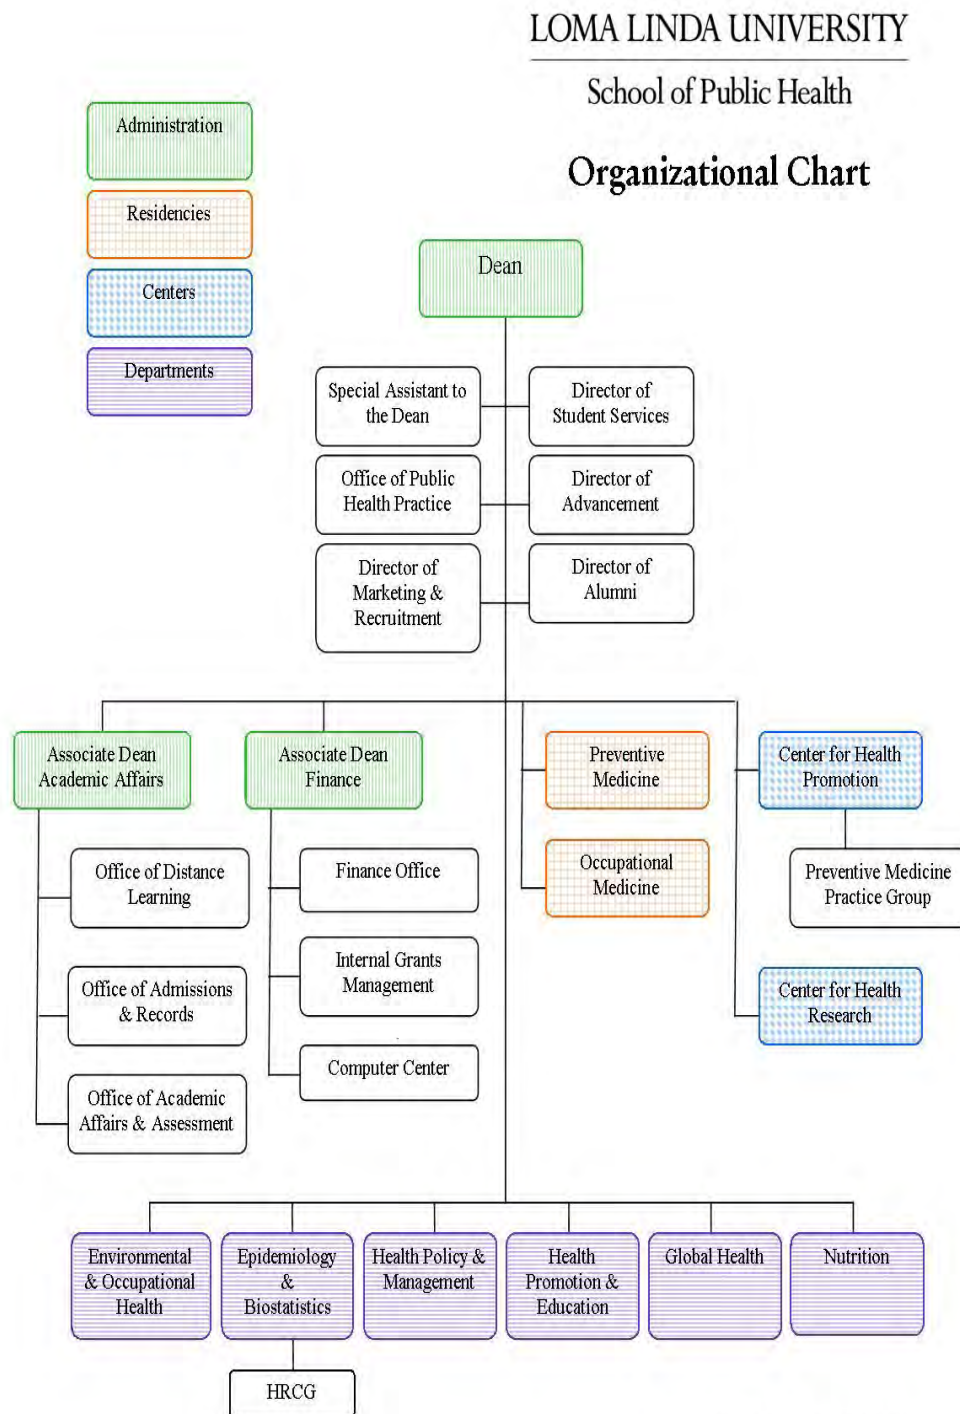 LOMA LINDA UNIVERSITY
School of Public Health
Organizational Chart
Administration
Residencies
Centers
Departments
Dean
Special Assistant to
the Dean
Director of
Student Services
Office of Public
Health Practice
Director of
Advancement
Director of
Marketing &
Recruitment
Director of
Alumni
Associate Dean
Academic Affairs
Associate Dean
Finance
Preventive
Medicine
Center for Health
Promotion
Office of Distance
Learning
Finance Office
Occupational
Medicine
Preventive Medicine
Practice Group
Office of Admissions
& Records
Internal Grants
Management
Center for Health
Research
Office of Academic
Affairs & Assessment
Computer Center
Environmental
& Occupational
Health
Epidemiology
&
Biostatistics
Health Policy &
Management
Health
Promotion &
Education
Global Health
Nutrition
HRCG